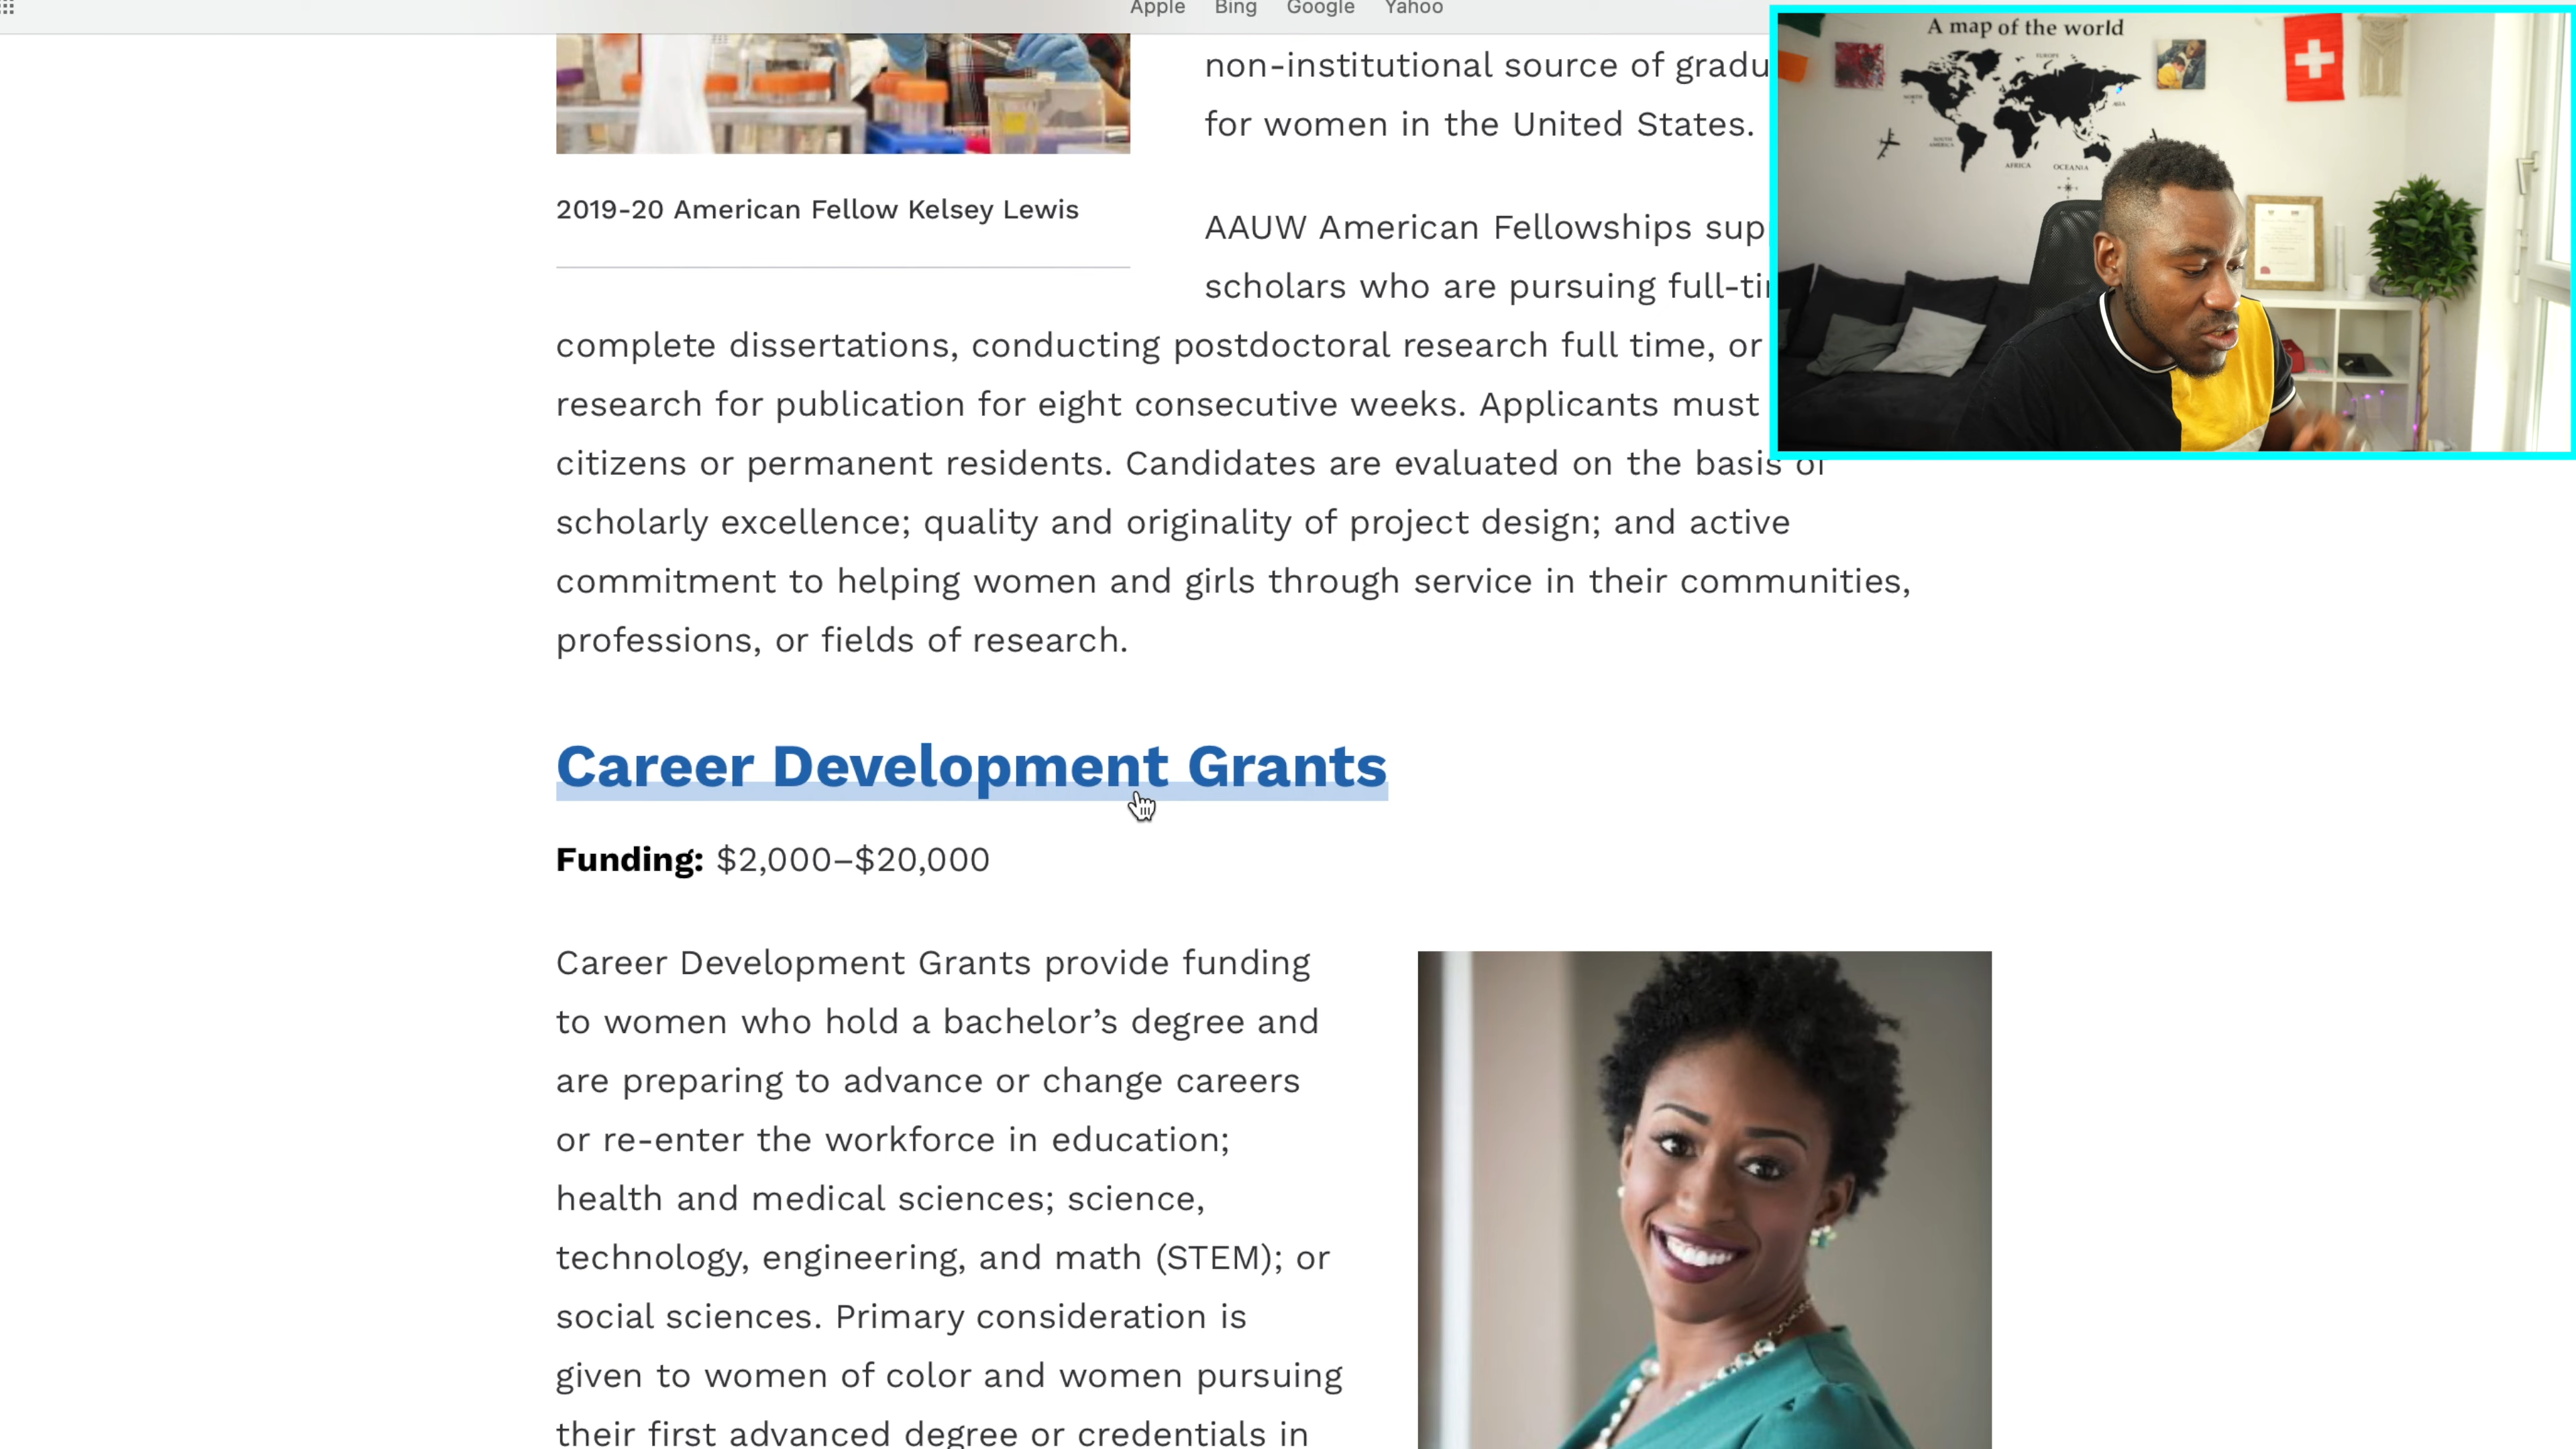 Apple Bing Google Yahoo
A map of the world
EUROPE
SOUTH AMERICA
AFRICA
OCEANIA
non-institutional source of gradu
for women in the United States.
2019-20 American Fellow Kelsey Lewis
AAUW American Fellowships sup
scholars who are pursuing full-ti
complete dissertations, conducting postdoctoral research full time, or
research for publication for eight consecutive weeks. Applicants must
citizens or permanent residents. Candidates are evaluated on the basis of
scholarly excellence; quality and originality of project design; and active
commitment to helping women and girls through service in their communities,
professions, or fields of research.
Career Development Grants
Funding: $2,000–$20,000
Career Development Grants provide funding
to women who hold a bachelor’s degree and
are preparing to advance or change careers
or re-enter the workforce in education;
health and medical sciences; science,
technology, engineering, and math (STEM); or
social sciences. Primary consideration is
given to women of color and women pursuing
their first advanced degree or credentials in